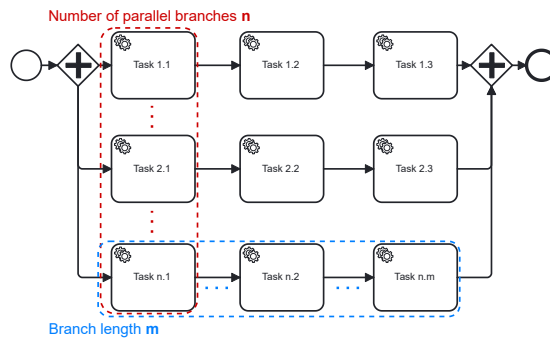 Number of parallel branches n
Task 1.1
Task 1.2
Task 1.3
Task 2.1
Task 2.2
Task 2.3
Task n.1
Task n.2
Task n.m
Branch length m